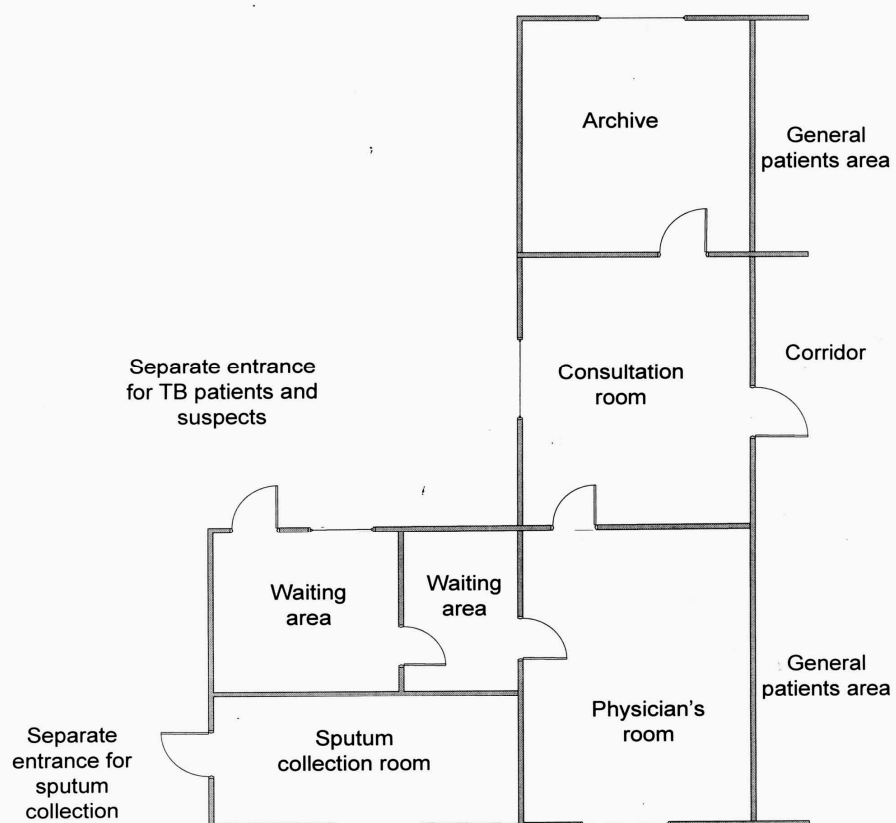 Archive
General
patients area
Separate entrance
for TB patients and
suspects
Consultation
room
Corridor
Waiting
area
Waiting
area
General
patients area
Physician's
room
Separate
entrance for
sputum
collection
Sputum
collection room